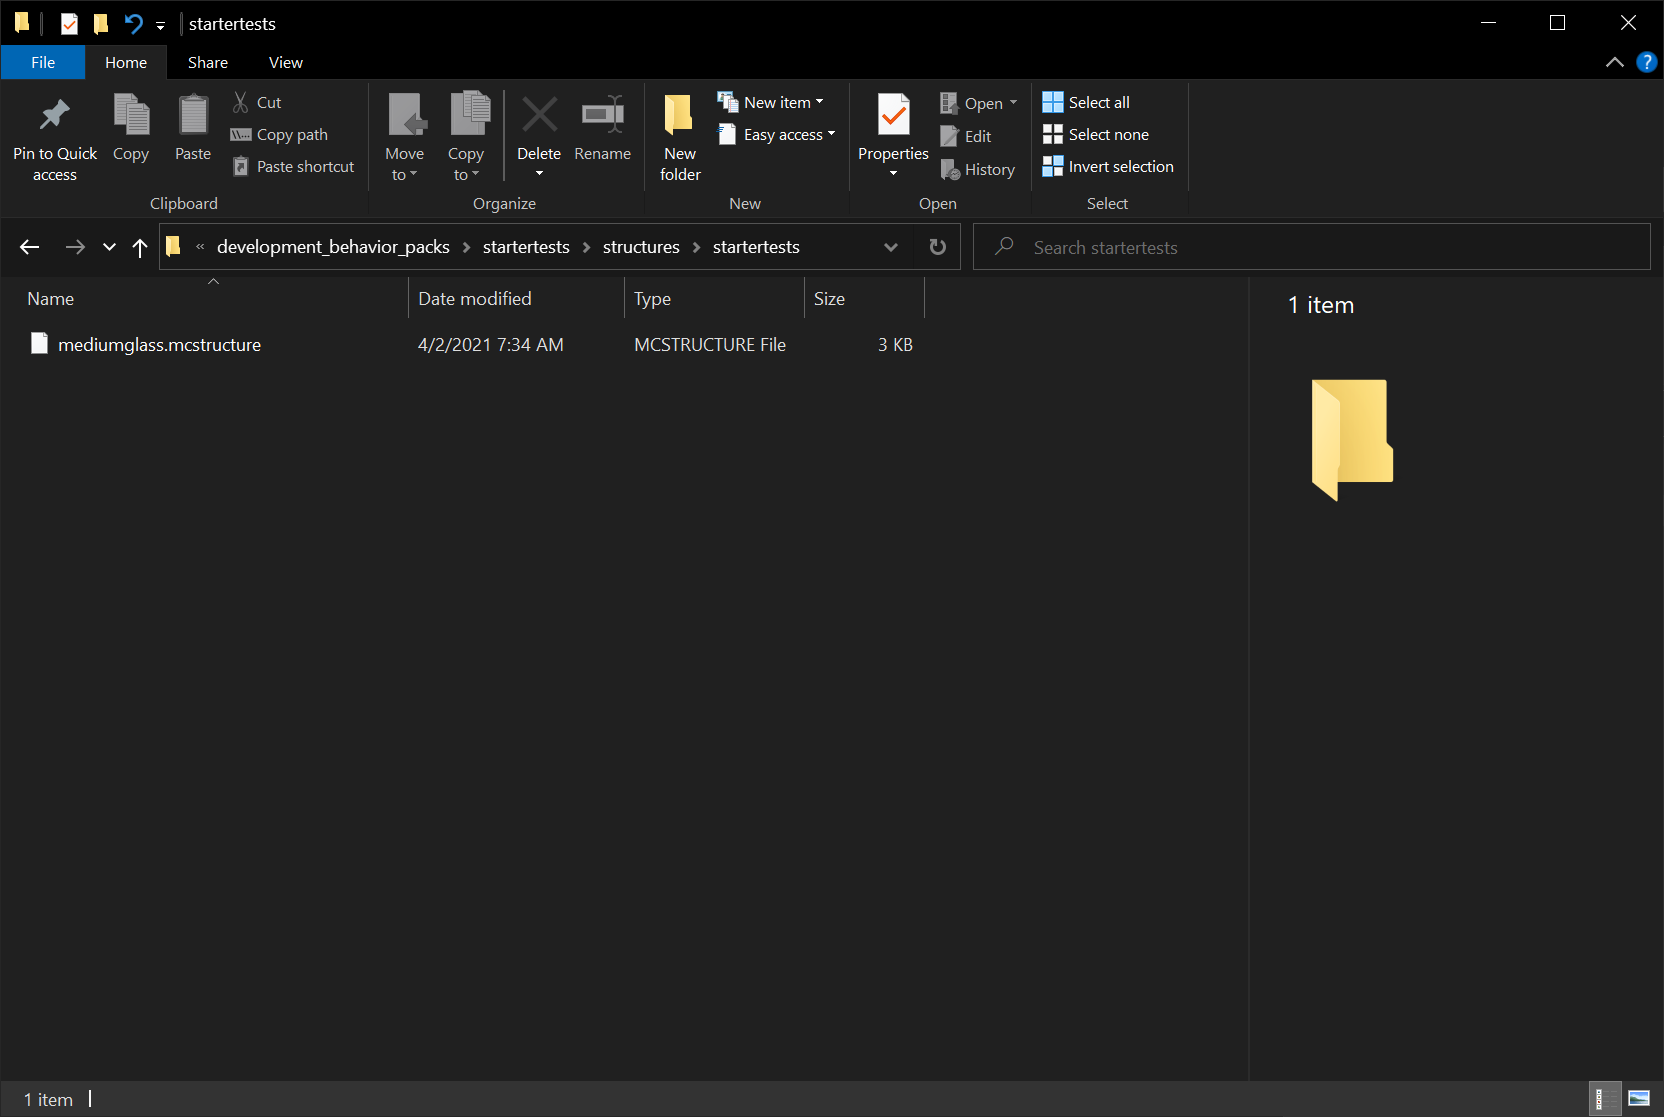 startertests
File Home Share View
Pin to Quick access
Copy
Paste
Cut
Copy path
Paste shortcut
Clipboard
Move to
Copy to
Delete
Rename
Organize
New folder
New item
Easy access
New
Properties
Open
Edit
History
Open
Select all
Select none
Invert selection
Select
« development_behavior_packs > startertests > structures > startertests
Search startertests
Name Date modified Type Size
mediumglass.mcstructure 4/2/2021 7:34 AM MCSTRUCTURE File 3 KB
1 item
1 item